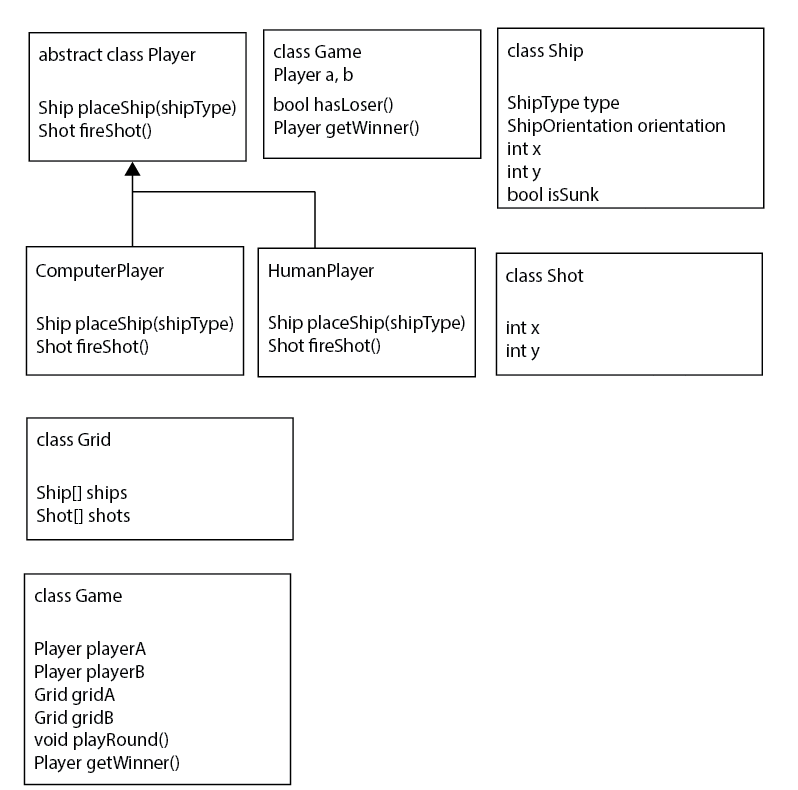 abstract class Player
Ship placeShip(shipType)
Shot fireShot()
class Game
Player a, b
bool hasLoser()
Player getWinner()
class Ship
ShipType type
ShipOrientation orientation
int x
int y
bool isSunk
ComputerPlayer
Ship placeShip(shipType)
Shot fireShot()
HumanPlayer
Ship placeShip(shipType)
Shot fireShot()
class Shot
int x
int y
class Grid
Ship[] ships
Shot[] shots
class Game
Player playerA
Player playerB
Grid gridA
Grid gridB
void playRound()
Player getWinner()